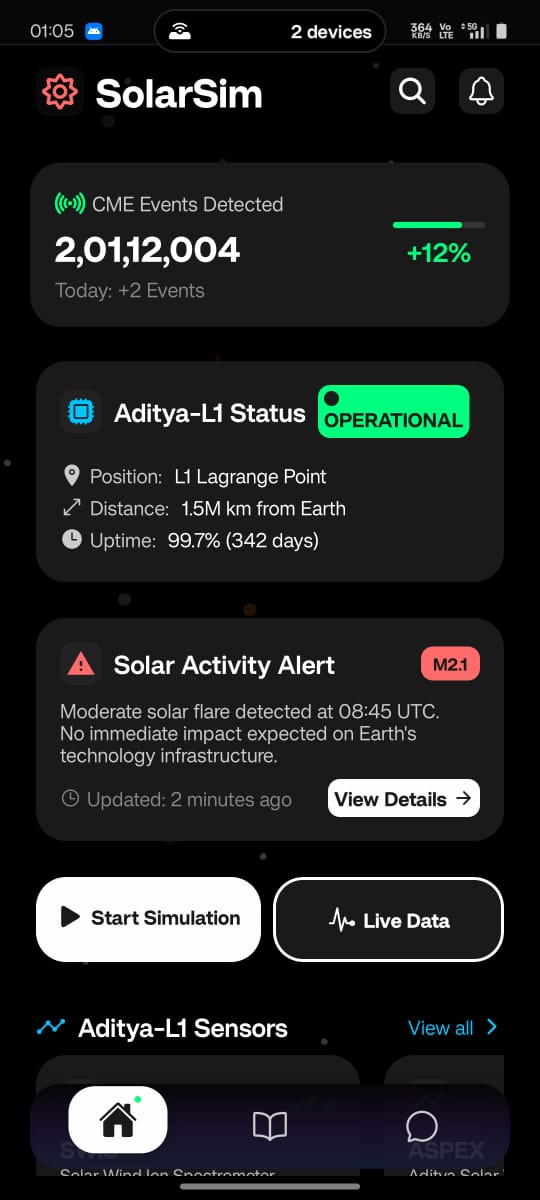 01:05
2 devices
364 KB/S
Vo LTE
5G
SolarSim
CME Events Detected
2,01,12,004
+12%
Today: +2 Events
Aditya-L1 Status
OPERATIONAL
Position: L1 Lagrange Point
Distance: 1.5M km from Earth
Uptime: 99.7% (342 days)
Solar Activity Alert
M2.1
Moderate solar flare detected at 08:45 UTC.
No immediate impact expected on Earth's
technology infrastructure.
Updated: 2 minutes ago
View Details
Start Simulation
Live Data
Aditya-L1 Sensors
View all
ASPEX
Solar Wind Ion Spectrometer
Aditya Solar